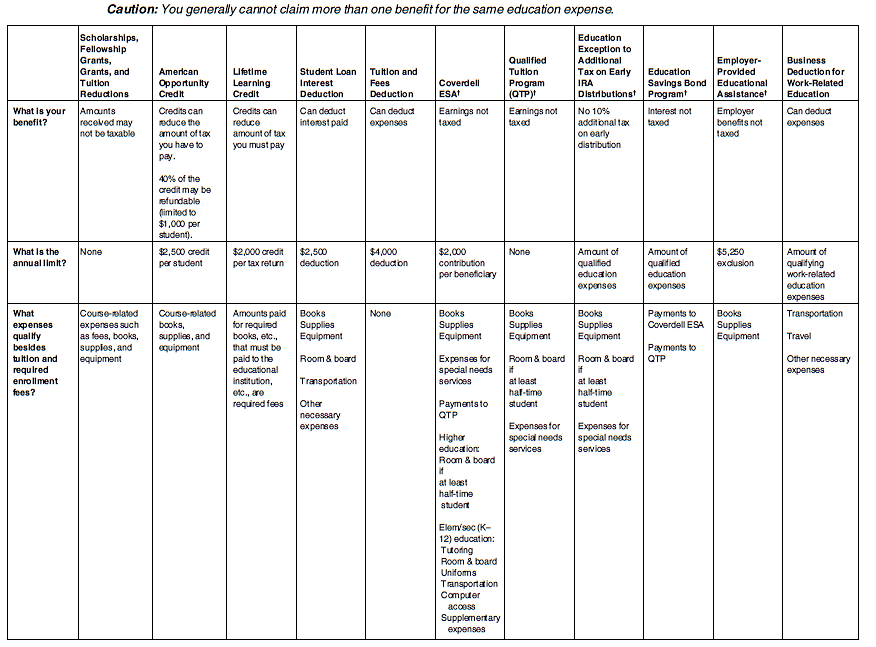 Caution: You generally cannot claim more than one benefit for the same education expense.
Scholarships,
Fellowship
Grants,
Grants, and
Tuition
Reductions
American
Opportunity
Credit
Lifetime
Learning
Credit
Student Loan
Interest
Deduction
Tuition and
Fees
Deduction
Coverdell
ESA†
Qualified
Tuition
Program
(QTP)†
Education
Exception to
Additional
Tax on Early
IRA
Distributions†
Education
Savings Bond
Program†
Employer-
Provided
Educational
Assistance†
Business
Deduction for
Work-Related
Education
What is your
benefit?
Amounts
received may
not be taxable
Credits can
reduce the
amount of tax
you have to
pay.
40% of the
credit may be
refundable
(limited to
$1,000 per
student).
Credits can
reduce
amount of tax
you must pay
Can deduct
interest paid
Can deduct
expenses
Earnings not
taxed
Earnings not
taxed
No 10%
additional tax
on early
distribution
Interest not
taxed
Employer
benefits not
taxed
Can deduct
expenses
What is the
annual limit?
None
$2,500 credit
per student
$2,000 credit
per tax return
$2,500
deduction
$4,000
deduction
$2,000
contribution
per beneficiary
None
Amount of
qualified
education
expenses
Amount of
qualified
education
expenses
$5,250
exclusion
Amount of
qualifying
work-related
education
expenses
What
expenses
qualify
besides
tuition and
required
enrollment
fees?
Course-related
expenses such
as fees, books,
supplies, and
equipment
Course-related
books,
supplies, and
equipment
Amounts paid
for required
books, etc.,
that must be
paid to the
educational
institution,
etc., are
required fees
Books
Supplies
Equipment
Room & board
Transportation
Other
necessary
expenses
None
Books
Supplies
Equipment
Expenses for
special needs
services
Payments to
QTP
Higher
education:
Room & board
if
at least
half-time
student
Elem/sec (K–
12) education:
Tutoring
Room & board
Uniforms
Transportation
Computer
access
Supplementary
expenses
Books
Supplies
Equipment
Room & board
if
at least
half-time
student
Expenses for
special needs
services
Books
Supplies
Equipment
Room & board
if
at least
half-time
student
Expenses for
special needs
services
Payments to
Coverdell ESA
Payments to
QTP
Books
Supplies
Equipment
Transportation
Travel
Other necessary
expenses